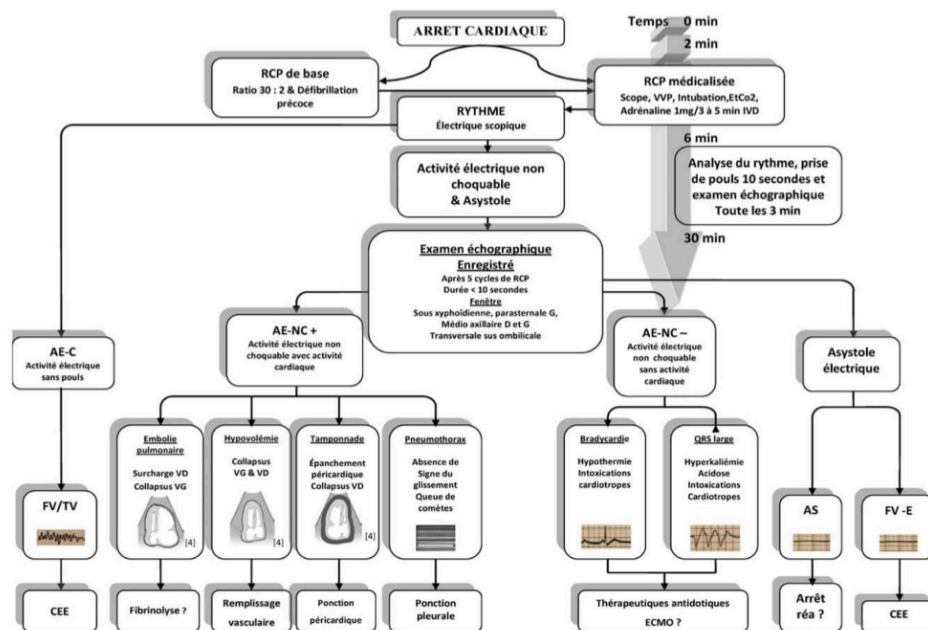 ARRET CARDIAQUE
Temps 0 min
2 min
RCP de base
Ratio 30 : 2 & Défibrillation
précoce
RCP médicalisée
Scope, VVP, Intubation,EtCo2,
Adrénaline 1mg/3 à 5 min IVD
RYTHME
Électrique scopique
6 min
Analyse du rythme, prise
de pouls 10 secondes et
examen échographique
Toute les 3 min
Activité électrique non
choquable
& Asystole
30 min
Examen échographique
Enregistré
Après 5 cycles de RCP
Durée < 10 secondes
Fenêtre
Sous xyphoïdienne, parasternale G,
Médio axillaire D et G
Transversale sus ombilicale
AE-C
Activité électrique
sans pouls
AE-NC +
Activité électrique non
choquable avec activité
cardiaque
AE-NC –
Activité électrique
non choquable
sans activité
cardiaque
Asystole
électrique
FV/TV
Embolie
pulmonaire
Surcharge VD
Collapsus VG
[4]
Hypovolémie
Collapsus
VG & VD
[4]
Tamponnade
Épanchement
péricardique
Collapsus VD
[4]
Pneumothorax
Absence de
Signe du
glissement
Queue de
comètes
Bradycardie
Hypothermie
Intoxications
cardiotropes
QRS large
Hyperkaliémie
Acidose
Intoxications
Cardiotropes
AS
FV -E
CEE
Fibrinolyse ?
Remplissage
vasculaire
Ponction
péricardique
Ponction
pleurale
Thérapeutiques antidotiques
ECMO ?
Arrêt
réa ?
CEE